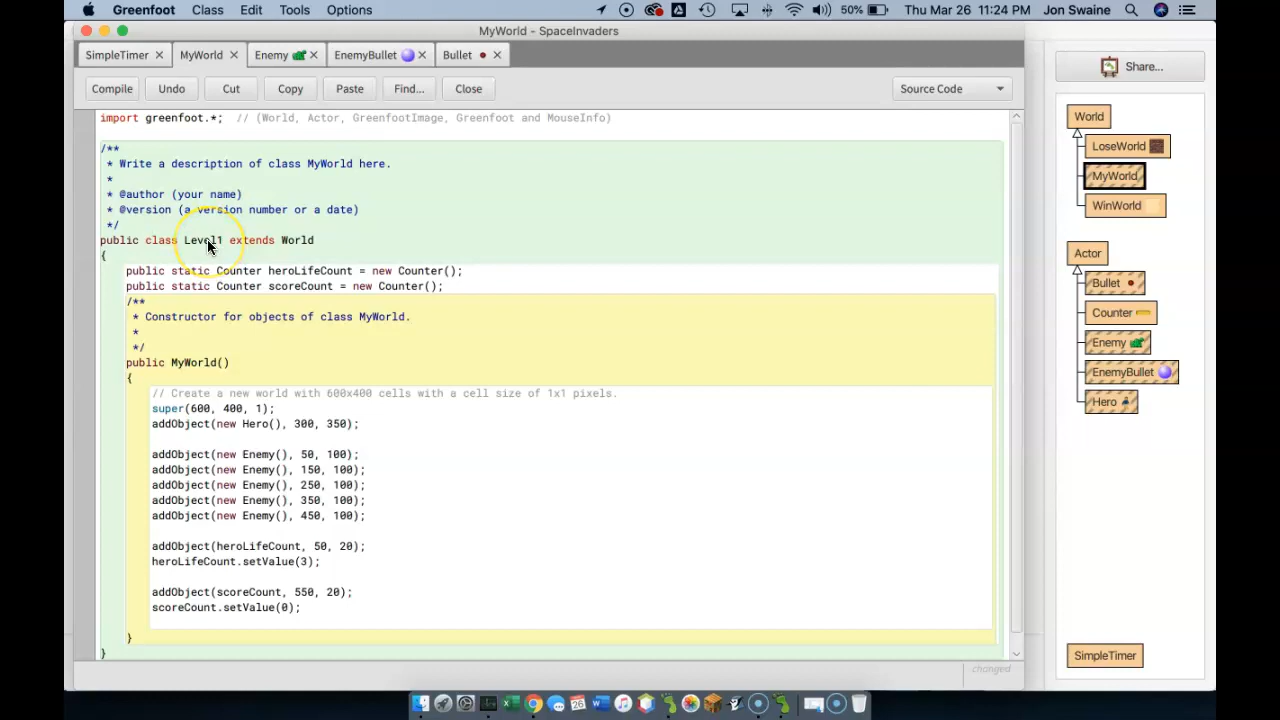 Greenfoot Class Edit Tools Options 50% Thu Mar 26 11:24 PM Jon Swaine
MyWorld - SpaceInvaders
SimpleTimer MyWorld Enemy EnemyBullet Bullet
Compile Undo Cut Copy Paste Find... Close Source Code
import greenfoot.*; // (World, Actor, GreenfootImage, Greenfoot and MouseInfo)
/**
* Write a description of class MyWorld here.
*
* @author (your name)
* @version (a version number or a date)
*/
public class Level1 extends World
{
public static Counter heroLifeCount = new Counter();
public static Counter scoreCount = new Counter();
/**
* Constructor for objects of class MyWorld.
*
*/
public MyWorld()
{
// Create a new world with 600x400 cells with a cell size of 1x1 pixels.
super(600, 400, 1);
addObject(new Hero(), 300, 350);
addObject(new Enemy(), 50, 100);
addObject(new Enemy(), 150, 100);
addObject(new Enemy(), 250, 100);
addObject(new Enemy(), 350, 100);
addObject(new Enemy(), 450, 100);
addObject(heroLifeCount, 50, 20);
heroLifeCount.setValue(3);
addObject(scoreCount, 550, 20);
scoreCount.setValue(0);
}
}
changed
Share...
World
LoseWorld
MyWorld
WinWorld
Actor
Bullet
Counter
Enemy
EnemyBullet
Hero
SimpleTimer